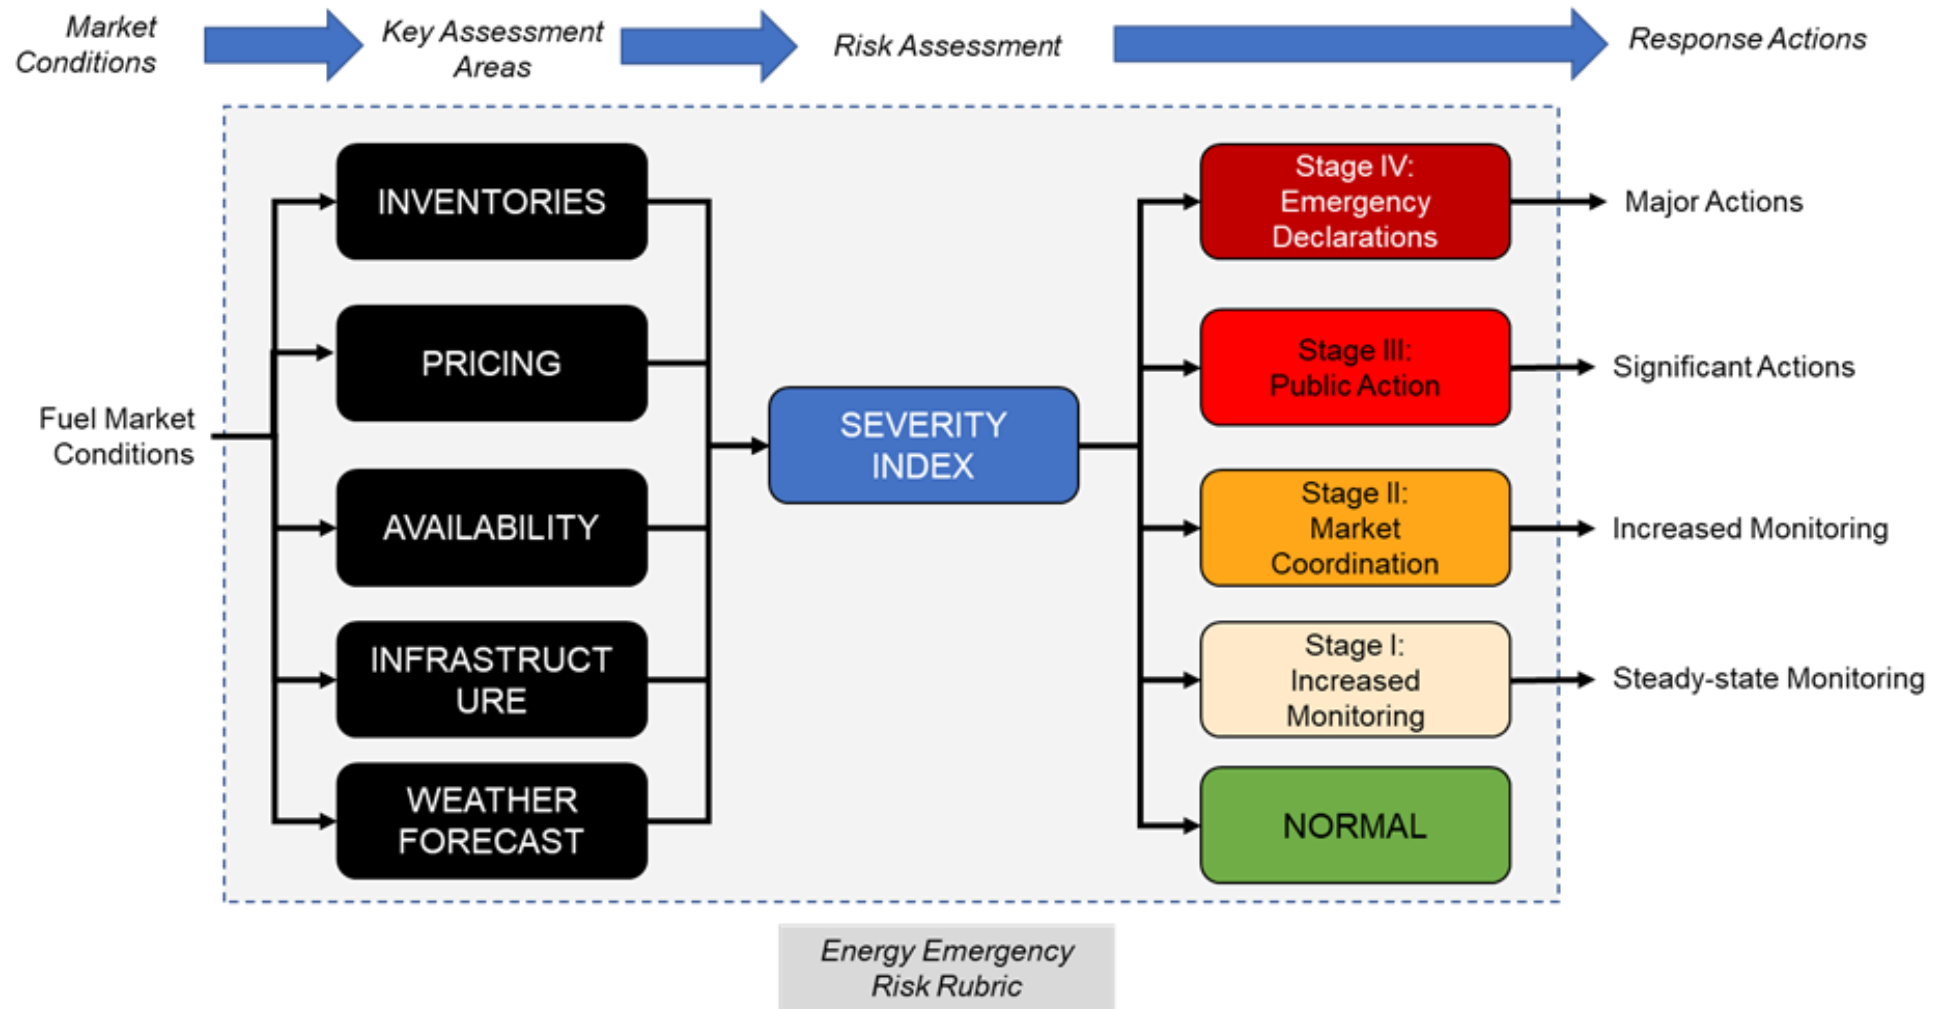 Market
Conditions
Key Assessment
Areas
Risk Assessment
Response Actions
Fuel Market
Conditions
INVENTORIES
PRICING
AVAILABILITY
INFRASTRUCT
URE
WEATHER
FORECAST
SEVERITY
INDEX
Stage IV:
Emergency
Declarations
Major Actions
Stage III:
Public Action
Significant Actions
Stage II:
Market
Coordination
Increased Monitoring
Stage I:
Increased
Monitoring
Steady-state Monitoring
NORMAL
Energy Emergency
Risk Rubric